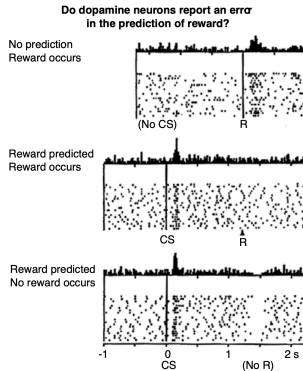 Do dopamine neurons report an error
in the prediction of reward?
No prediction
Reward occurs
(No CS)
R
Reward predicted
Reward occurs
CS
R
Reward predicted
No reward occurs
-1
0
1
2 s
CS
(No R)